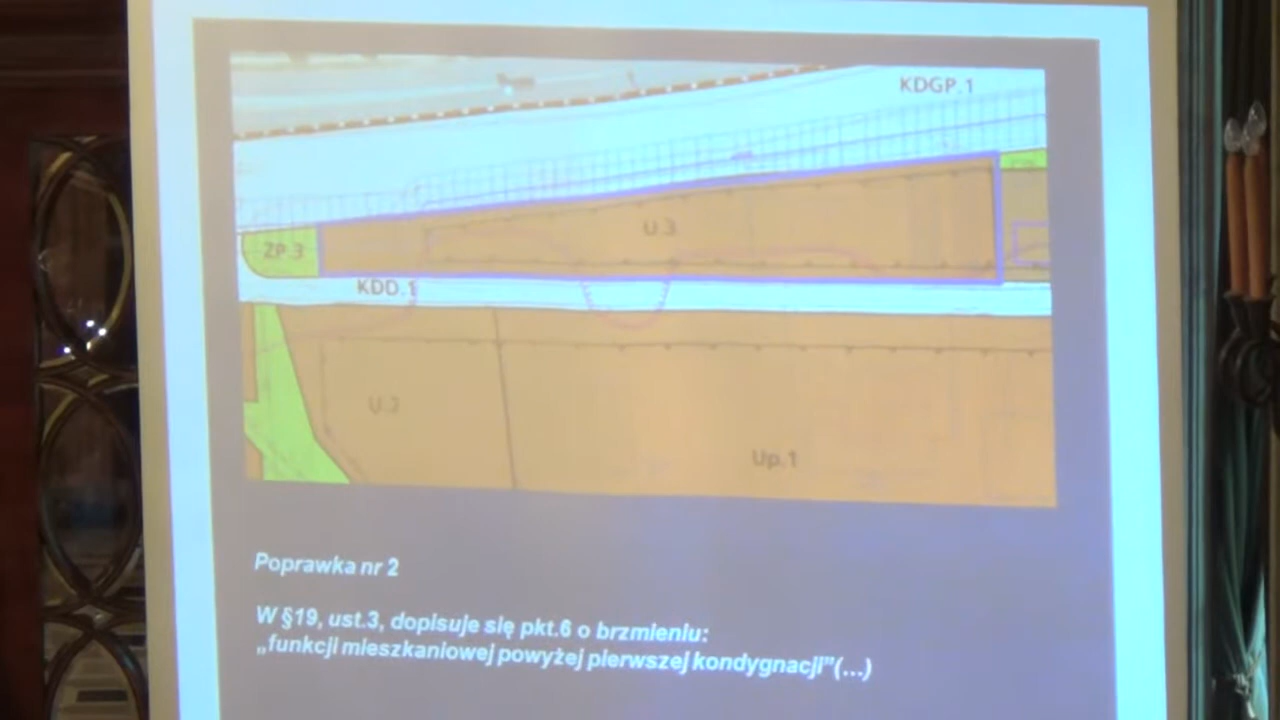 KDGP.1
U.3
ZP.3
KDD.1
U.2
Up.1
Poprawka nr 2
W §19, ust.3, dopisuje się pkt.6 o brzmieniu:
„funkcji mieszkaniowej powyżej pierwszej kondygnacji”(...)